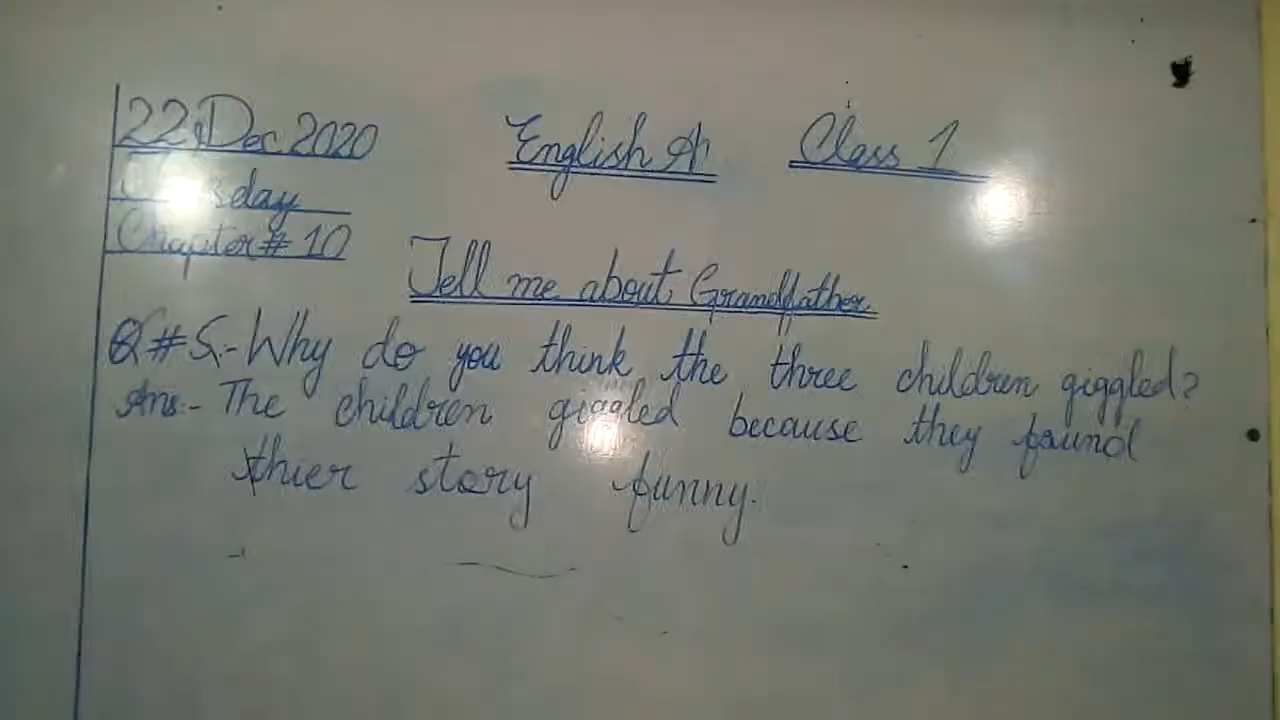 22, Dec 2020 English A Class 1
Chapter # 10
Tell me about Grandfather
Q # 5:- Why do you think the three children giggled?
Ans:- The children giggled because they found
thier story funny.